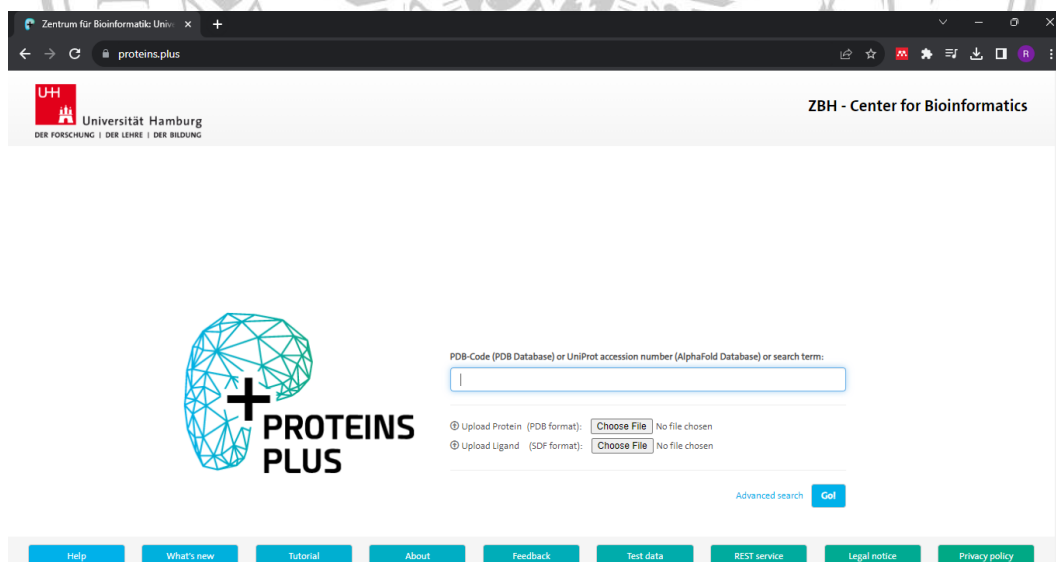 Zentrum für Bioinformatik: Univ
proteins.plus
R
UH
Universität Hamburg
DER FORSCHUNG | DER LEHRE | DER BILDUNG
ZBH - Center for Bioinformatics
PROTEINS
PLUS
PDB-Code (PDB Database) or UniProt accession number (AlphaFold Database) or search term:
Upload Protein (PDB format): Choose File No file chosen
Upload Ligand (SDF format): Choose File No file chosen
Advanced search Go!
Help What's new Tutorial About Feedback Test data REST service Legal notice Privacy policy